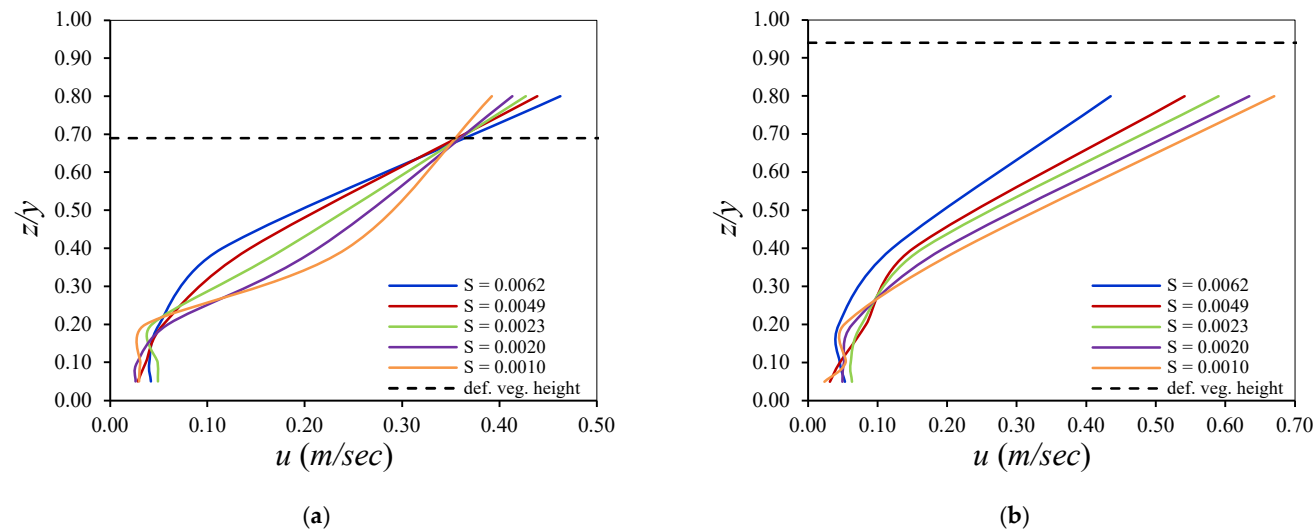 1.00
0.90
0.80
0.70
0.60
0.50
0.40
0.30
0.20
0.10
0.00
z/y
S = 0.0062
S = 0.0049
S = 0.0023
S = 0.0020
S = 0.0010
def. veg. height
0.00 0.10 0.20 0.30 0.40 0.50
u (m/sec)
(a)
1.00
0.90
0.80
0.70
0.60
0.50
0.40
0.30
0.20
0.10
0.00
z/y
S = 0.0062
S = 0.0049
S = 0.0023
S = 0.0020
S = 0.0010
def. veg. height
0.00 0.10 0.20 0.30 0.40 0.50 0.60 0.70
u (m/sec)
(b)